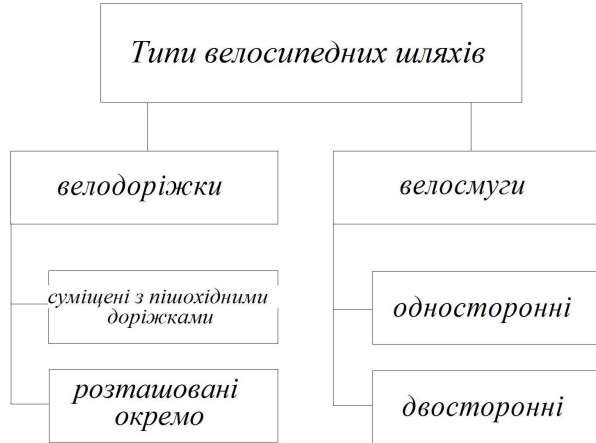 Типи велосипедних шляхів
велодоріжки
суміщені з пішохідними
доріжками
розташовані
окремо
велосмуги
односторонні
двосторонні